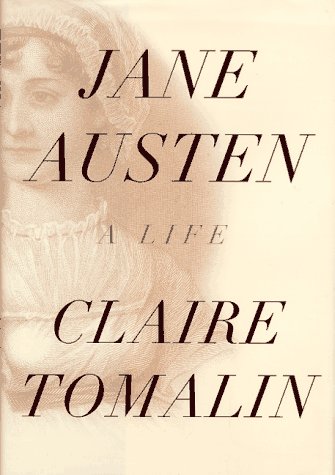 JANE
AUSTEN
A LIFE
CLAIRE
TOMALIN